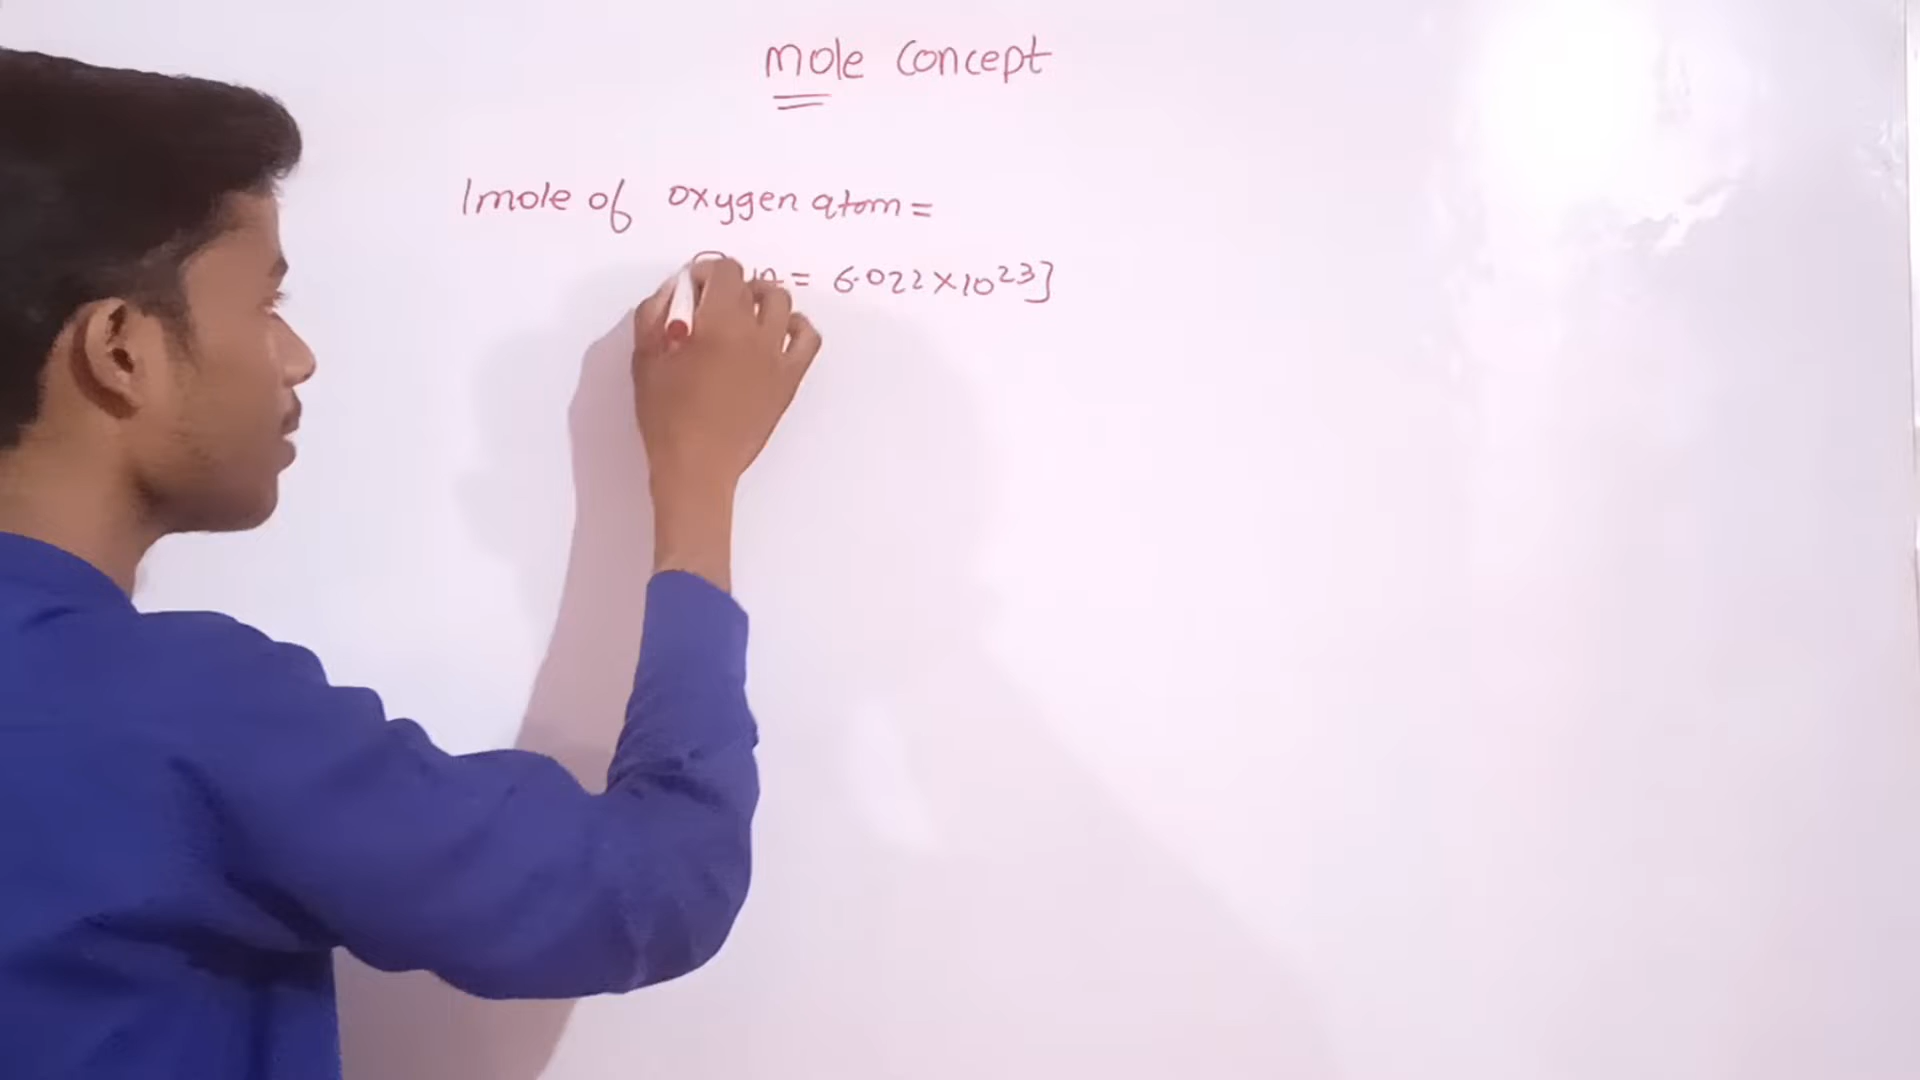 mole concept
1mole of oxygen atom =
= 6.022×10²³]